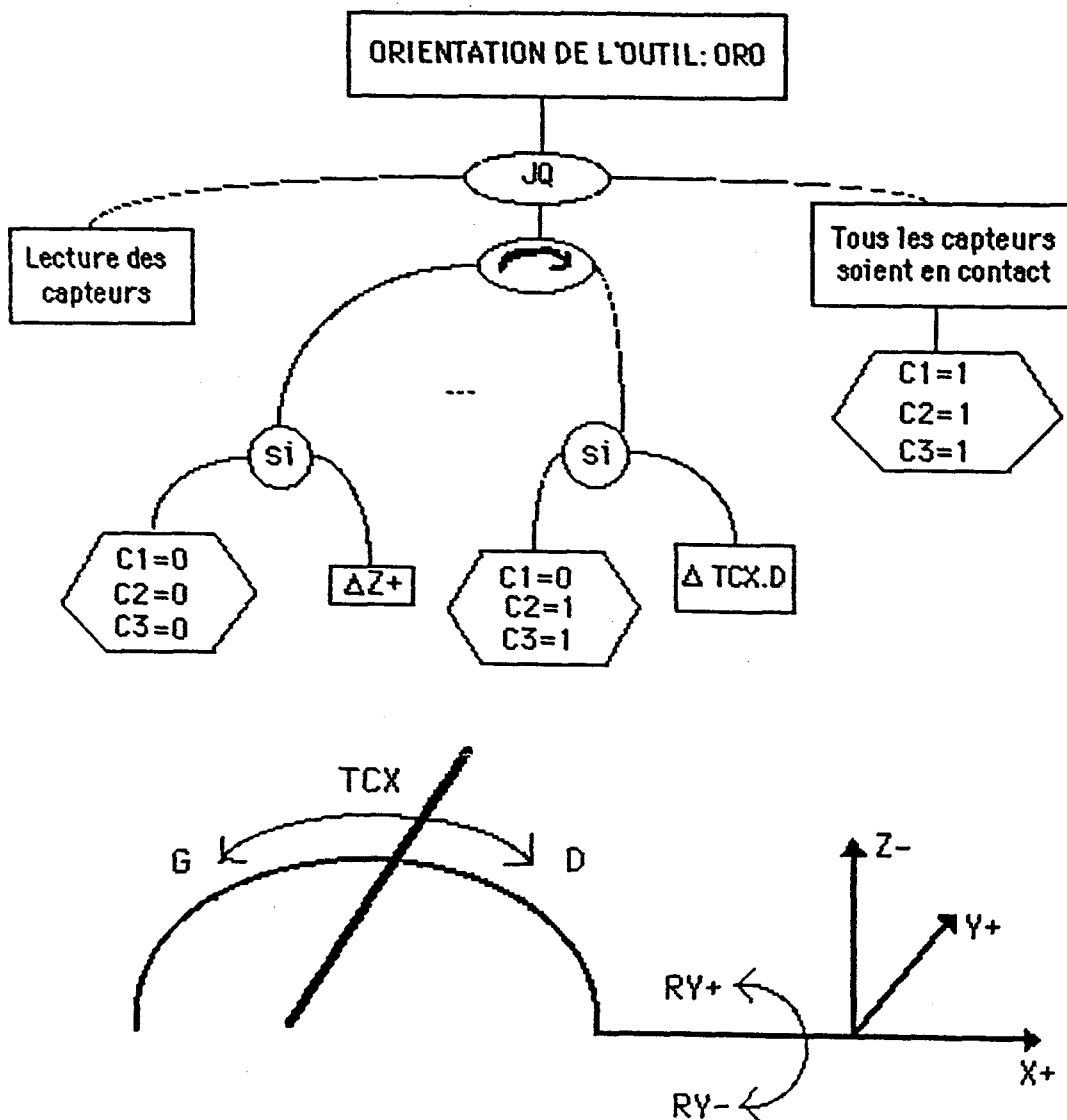 ORIENTATION DE L'OUTIL: ORO
JQ
Lecture des
capteurs
Tous les capteurs
soient en contact
C1=1
C2=1
C3=1
---
si
si
C1=0
C2=0
C3=0
ΔZ+
C1=0
C2=1
C3=1
Δ TCX.D
TCX
G
D
Z-
Y+
RY+
X+
RY-